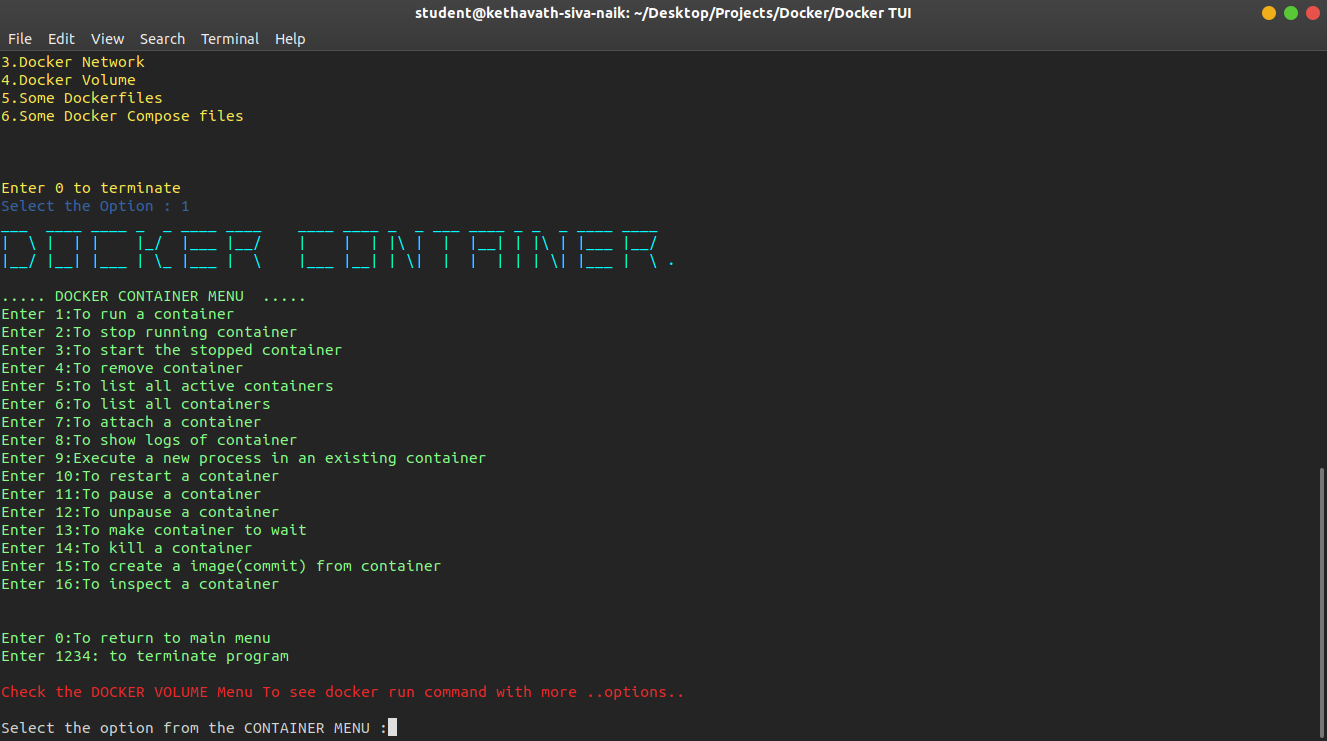 student@kethavath-siva-naik: ~/Desktop/Projects/Docker/Docker TUI
File Edit View Search Terminal Help
3.Docker Network
4.Docker Volume
5.Some Dockerfiles
6.Some Docker Compose files
Enter 0 to terminate
Select the Option : 1
DOCKER CONTAINER.
..... DOCKER CONTAINER MENU  .....
Enter 1:To run a container
Enter 2:To stop running container
Enter 3:To start the stopped container
Enter 4:To remove container
Enter 5:To list all active containers
Enter 6:To list all containers
Enter 7:To attach a container
Enter 8:To show logs of container
Enter 9:Execute a new process in an existing container
Enter 10:To restart a container
Enter 11:To pause a container
Enter 12:To unpause a container
Enter 13:To make container to wait
Enter 14:To kill a container
Enter 15:To create a image(commit) from container
Enter 16:To inspect a container
Enter 0:To return to main menu
Enter 1234: to terminate program
Check the DOCKER VOLUME Menu To see docker run command with more ..options..
Select the option from the CONTAINER MENU :